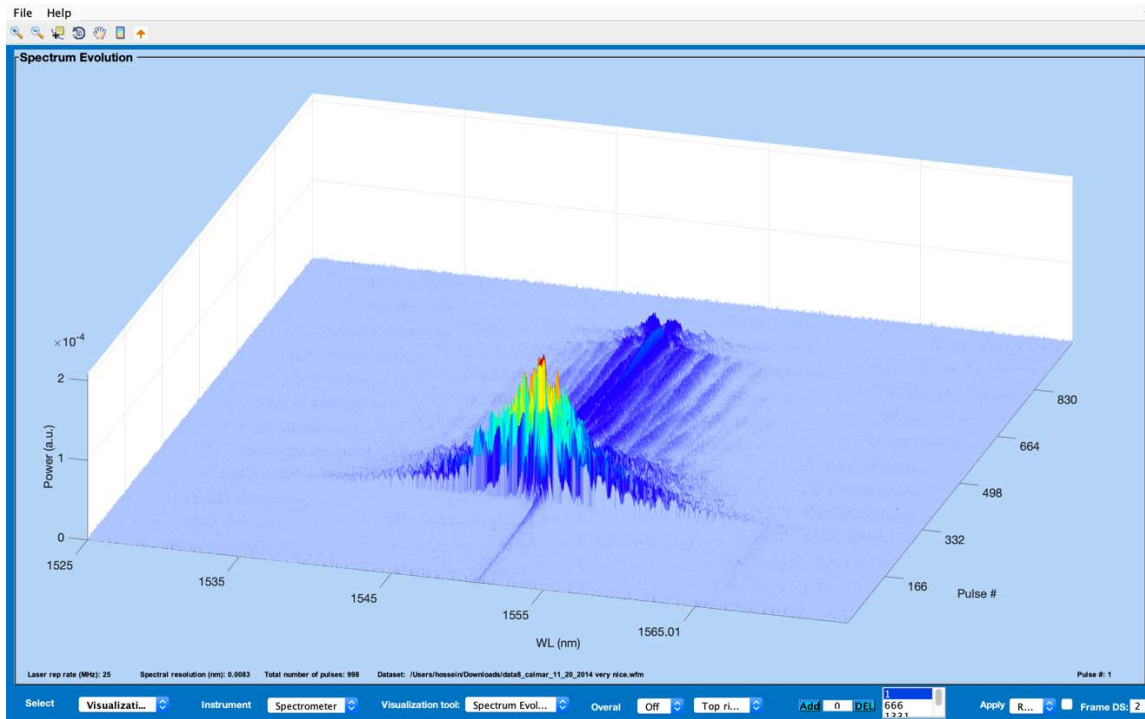 File Help
Spectrum Evolution
×10⁻⁴
2
1
0
Power (a.u.)
1525
1535
1545
1555
1565.01
WL (nm)
166
332
498
664
830
Pulse #
Laser rep rate (MHz): 25 Spectral resolution (nm): 0.0083 Total number of pulses: 998 Dataset: /Users/hossein/Downloads/data8_calmar_11_20_2014 very nice.wfm Pulse #: 1
Select Visualizati... Instrument Spectrometer Visualization tool: Spectrum Evol... Overal Off Top ri... Add 0 DEL 1 Apply R... Frame DS: 2
666
1331